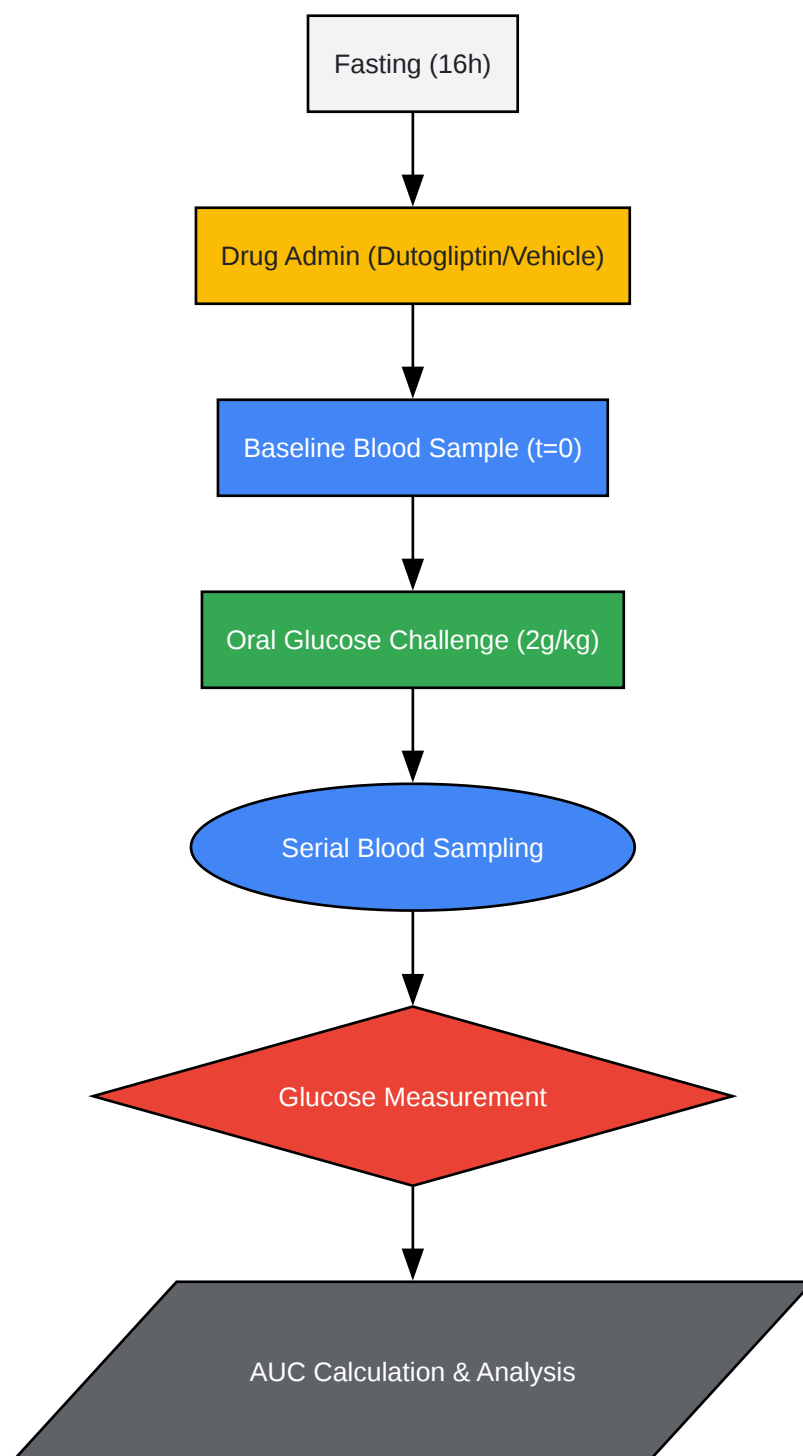 Fasting (16h)
Drug Admin (Dutogliptin/Vehicle)
Baseline Blood Sample (t=0)
Oral Glucose Challenge (2g/kg)
Serial Blood Sampling
Glucose Measurement
AUC Calculation & Analysis